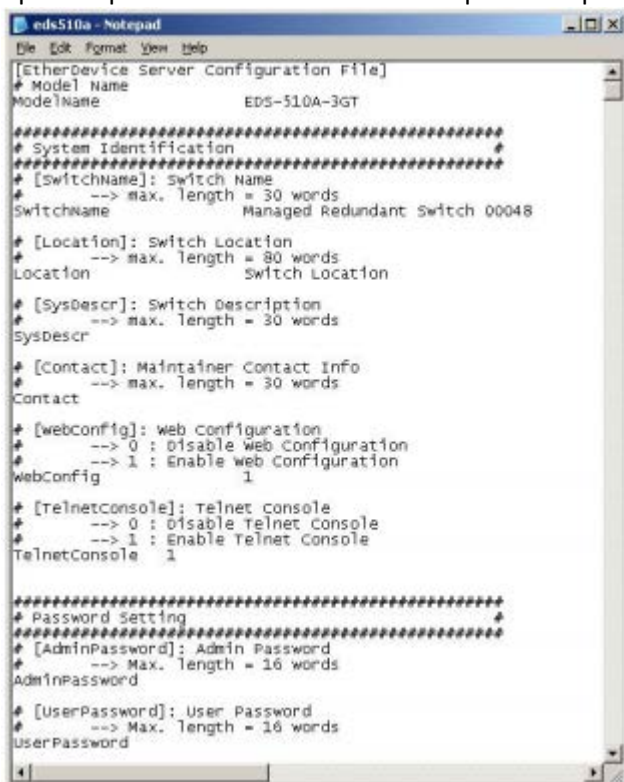 eds510a - Notepad
File Edit Format View Help
[EtherDevice Server Configuration File]
# Model Name
ModelName EDS-510A-3GT
####################################################
# System Identification #
####################################################
# [SwitchName]: Switch Name
# --> max. length = 30 words
SwitchName Managed Redundant Switch 00048
# [Location]: Switch Location
# --> max. length = 80 words
Location Switch Location
# [SysDescr]: Switch Description
# --> max. length = 30 words
SysDescr
# [Contact]: Maintainer Contact Info
# --> max. length = 30 words
Contact
# [WebConfig]: Web Configuration
# --> 0 : Disable Web Configuration
# --> 1 : Enable Web Configuration
WebConfig 1
# [TelnetConsole]: Telnet Console
# --> 0 : Disable Telnet Console
# --> 1 : Enable Telnet Console
TelnetConsole 1
####################################################
# Password Setting #
####################################################
# [AdminPassword]: Admin Password
# --> Max. length = 16 words
AdminPassword
# [UserPassword]: User Password
# --> Max. length = 16 words
UserPassword